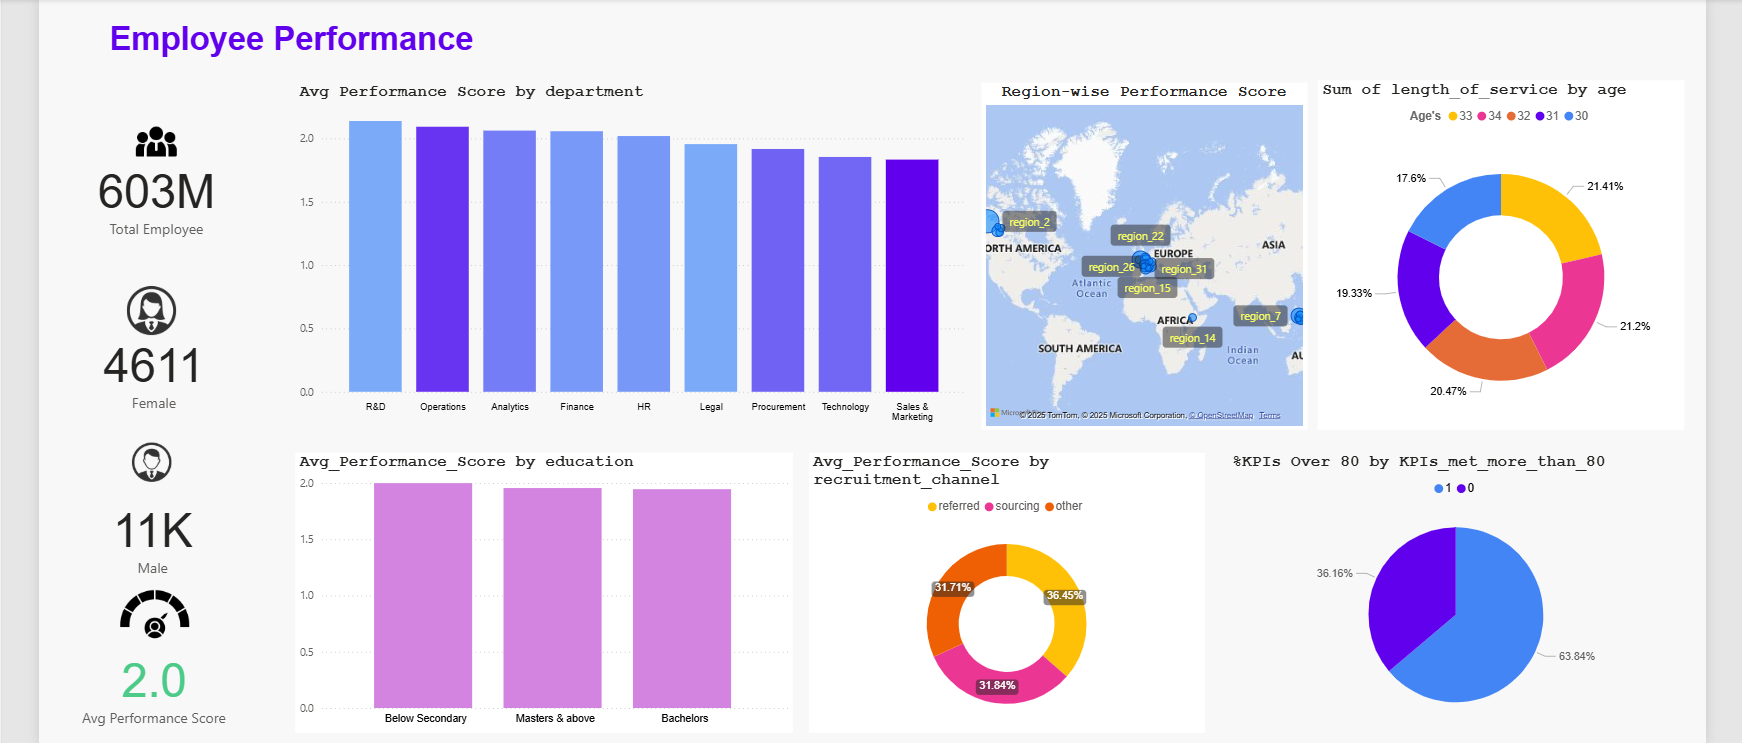 Employee Performance
603M
Total Employee
4611
Female
11K
Male
2.0
Avg Performance Score
Avg Performance Score by department
2.0
1.5
1.0
0.5
0.0
R&D
Operations
Analytics
Finance
HR
Legal
Procurement
Technology
Sales &
Marketing
Region-wise Performance Score
region_2
ORTH AMERICA
region_22
EUROPE
ASIA
region_26
region_31
Atlantic
Ocean
region_15
AFRICA
region_7
region_14
SOUTH AMERICA
Indian
Ocean
AU
© 2025 TomTom, © 2025 Microsoft Corporation, © OpenStreetMap Terms
Sum of length_of_service by age
Age's 33 34 32 31 30
17.6%
21.41%
19.33%
21.2%
20.47%
Avg_Performance_Score by education
2.0
1.5
1.0
0.5
0.0
Below Secondary
Masters & above
Bachelors
Avg_Performance_Score by
recruitment_channel
referred sourcing other
31.71%
36.45%
31.84%
%KPIs Over 80 by KPIs_met_more_than_80
1 0
36.16%
63.84%